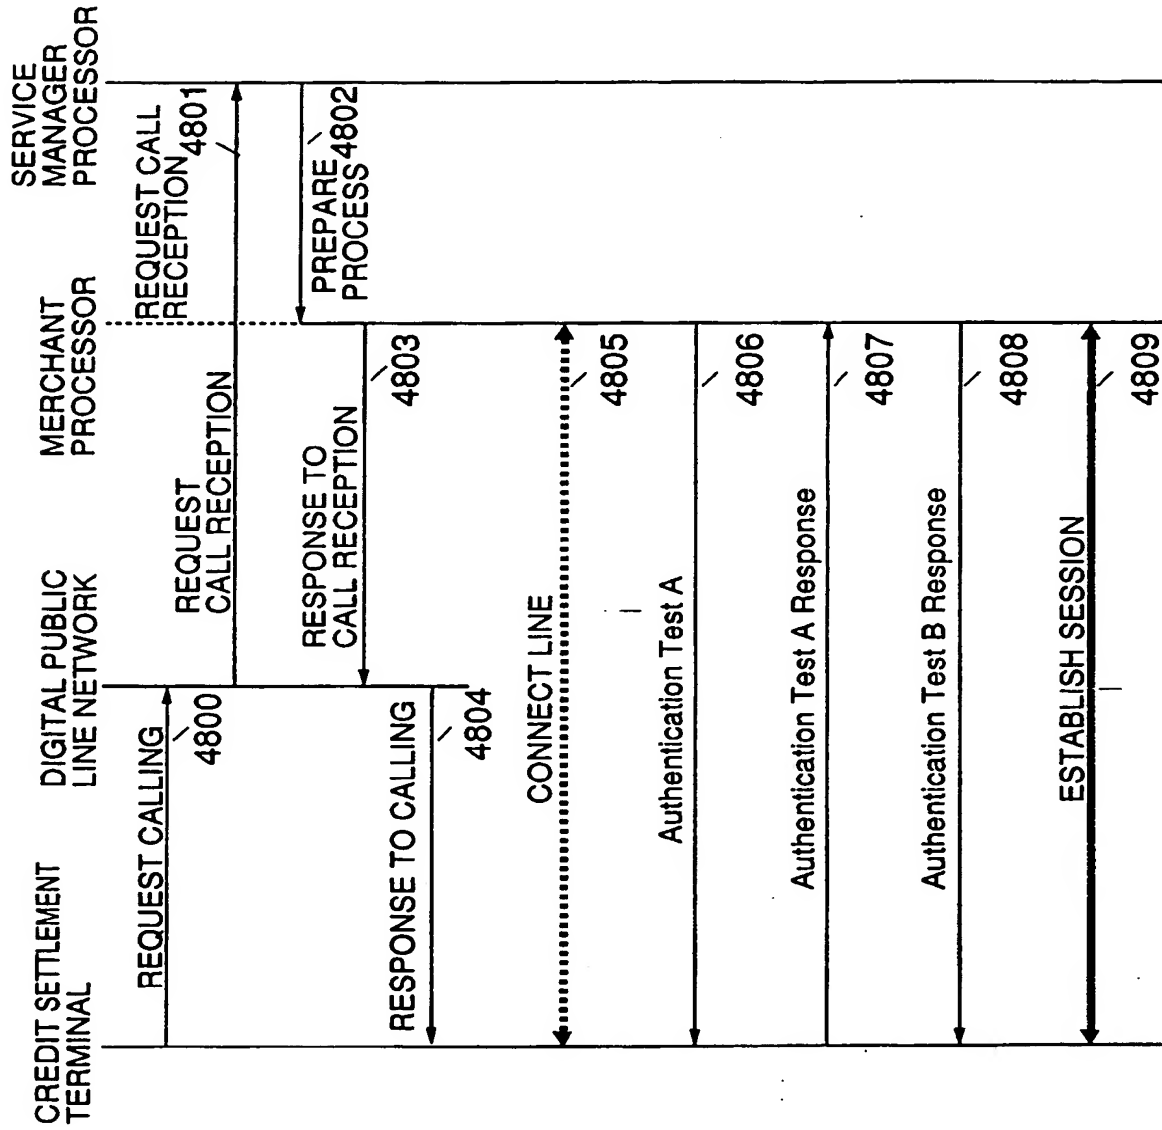 CREDIT SETTLEMENT
TERMINAL
DIGITAL PUBLIC
LINE NETWORK
MERCHANT
PROCESSOR
SERVICE
MANAGER
PROCESSOR
REQUEST CALLING
4800
REQUEST
CALL RECEPTION
REQUEST CALL
RECEPTION
4801
PREPARE
PROCESS
4802
RESPONSE TO
CALL RECEPTION
4803
RESPONSE TO CALLING
4804
CONNECT LINE
4805
Authentication Test A
4806
Authentication Test A Response
4807
Authentication Test B Response
4808
ESTABLISH SESSION
4809